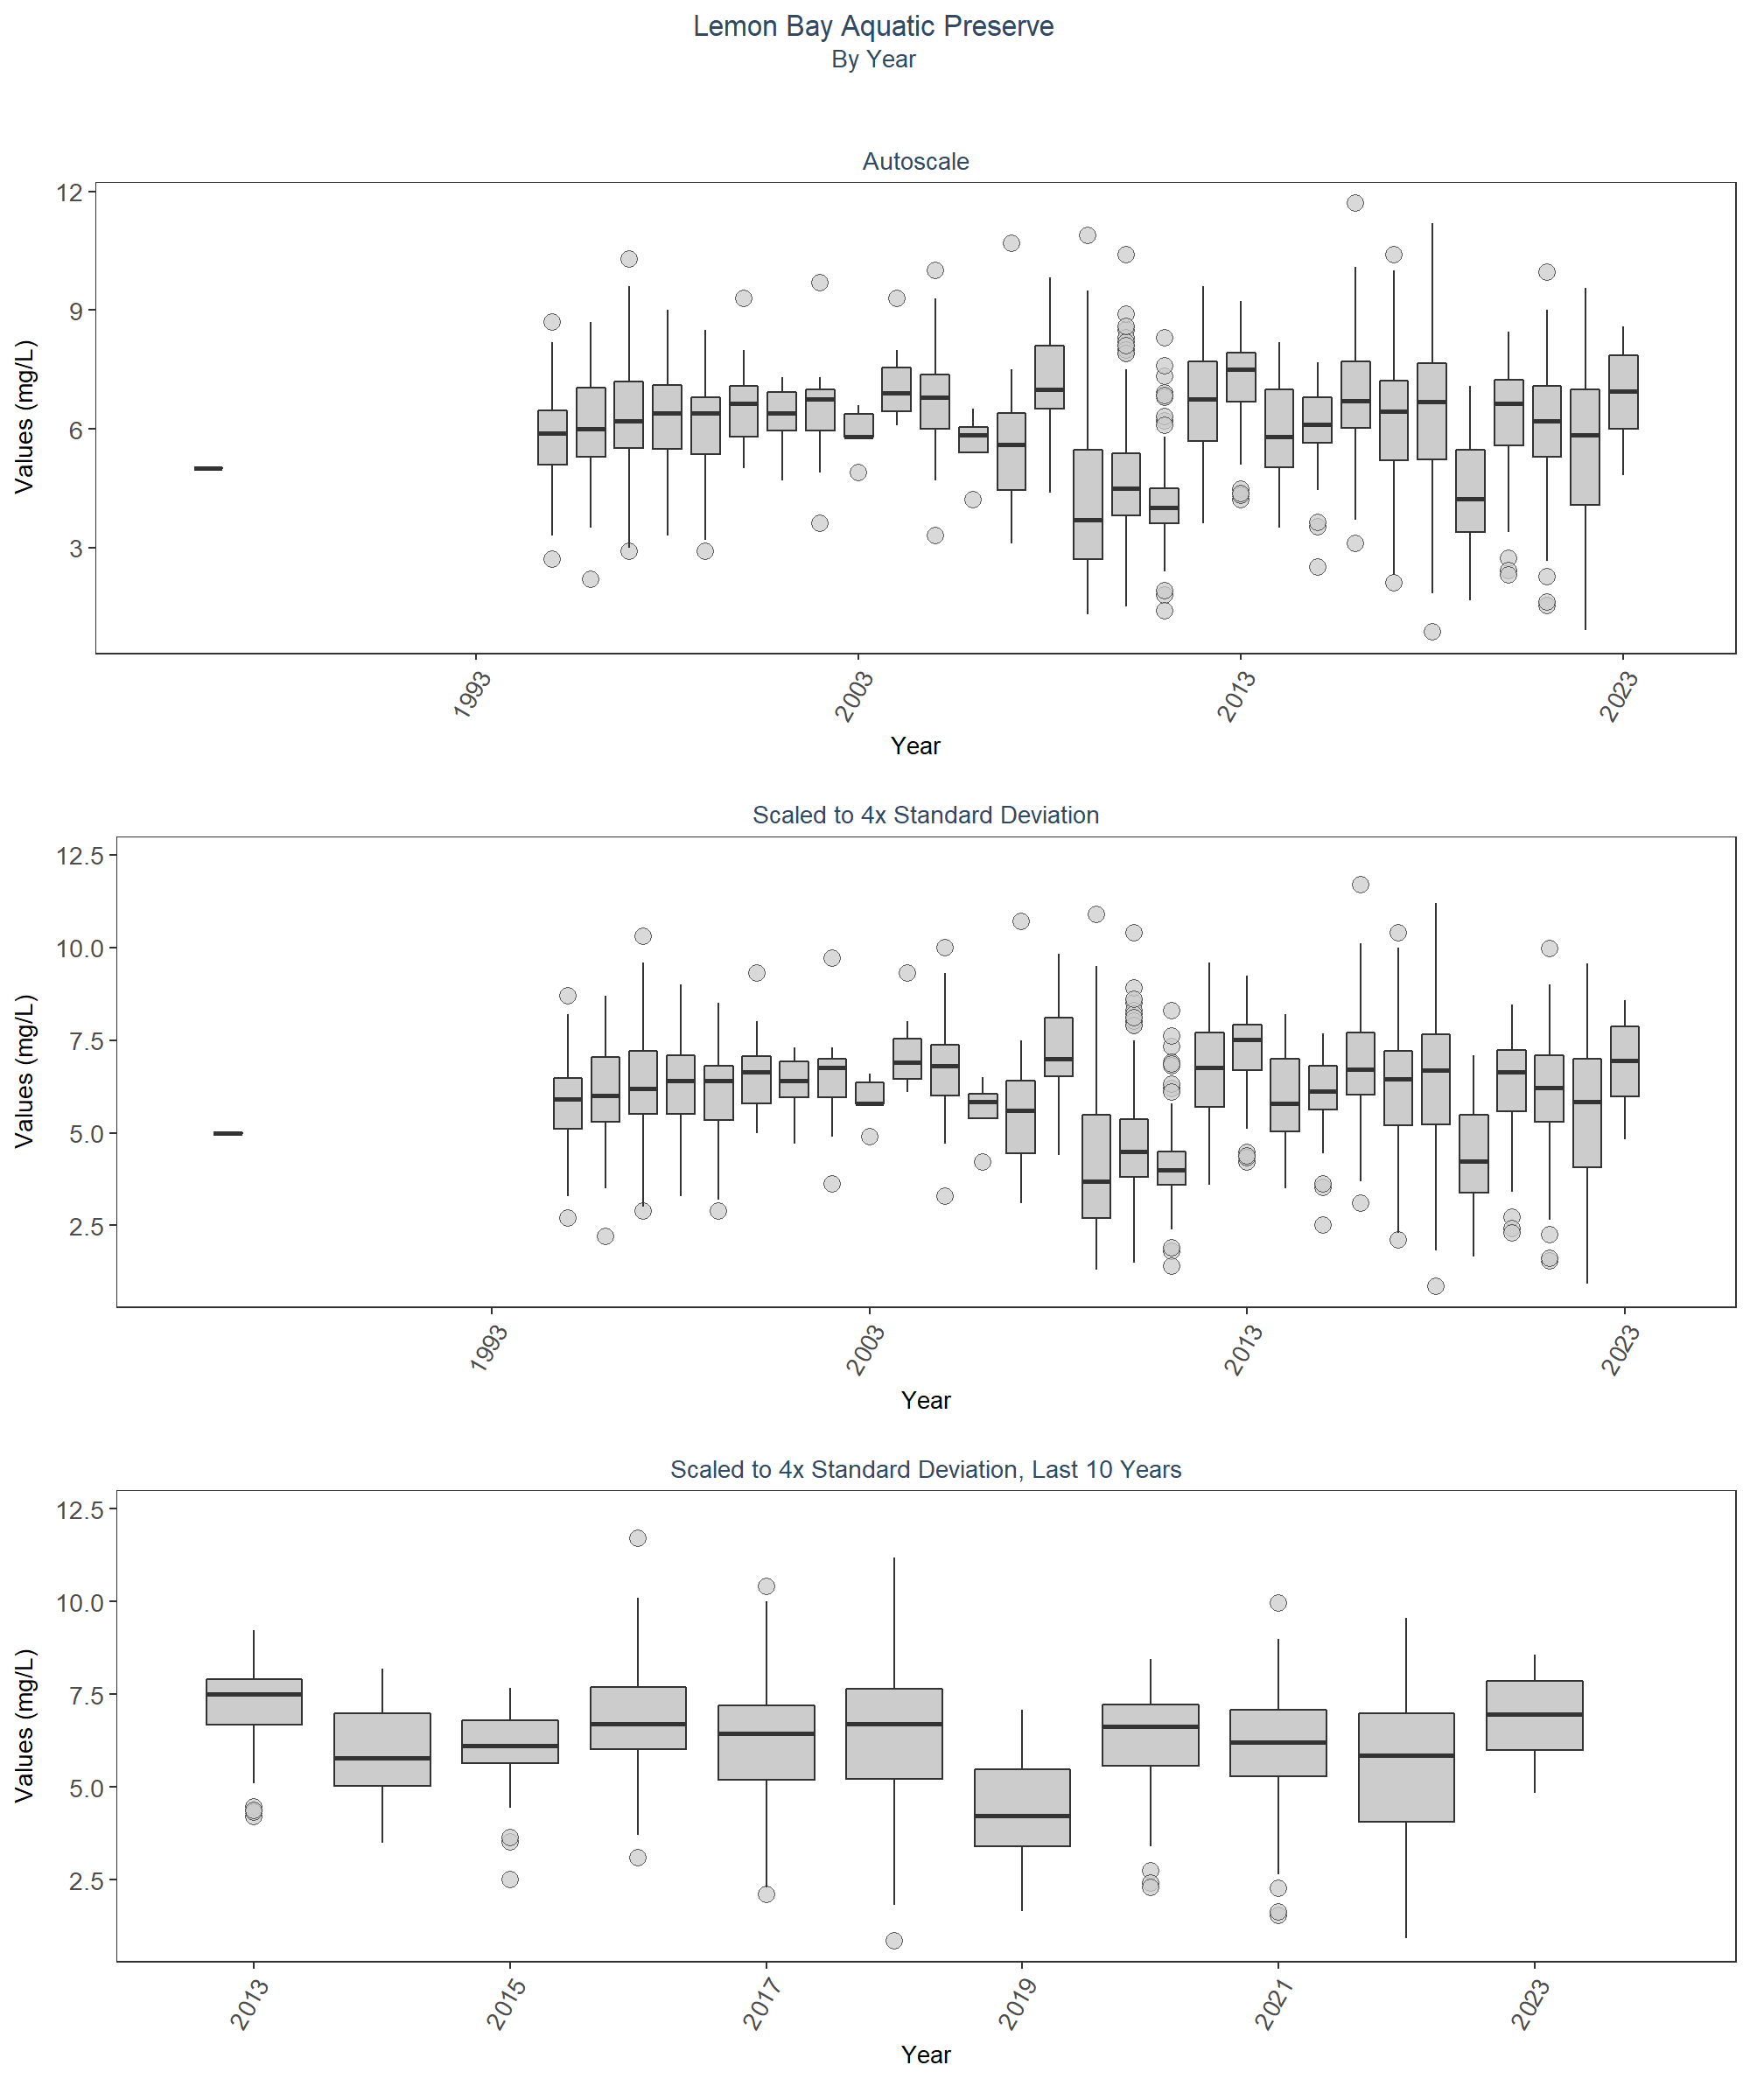 Lemon Bay Aquatic Preserve
By Year
Autoscale
Values (mg/L)
12
9
6
3
1993
2003
2013
2023
Year
Scaled to 4x Standard Deviation
Values (mg/L)
12.5
10.0
7.5
5.0
2.5
1993
2003
2013
2023
Year
Scaled to 4x Standard Deviation, Last 10 Years
Values (mg/L)
12.5
10.0
7.5
5.0
2.5
2013
2015
2017
2019
2021
2023
Year